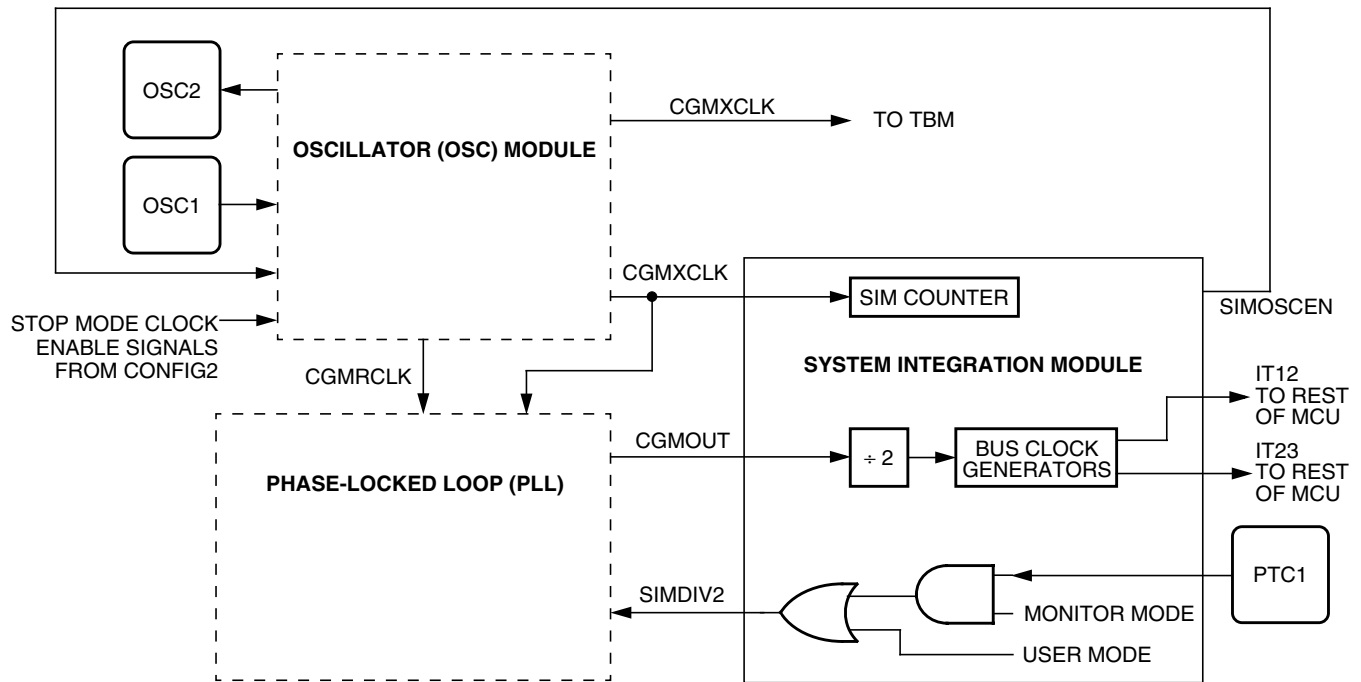 OSC2
CGMXCLK
TO TBM
OSCILLATOR (OSC) MODULE
OSC1
CGMXCLK
SIM COUNTER
SIMOSCEN
STOP MODE CLOCK
ENABLE SIGNALS
FROM CONFIG2
SYSTEM INTEGRATION MODULE
CGMRCLK
IT12
TO REST
OF MCU
CGMOUT
÷ 2
BUS CLOCK
GENERATORS
IT23
TO REST
OF MCU
PHASE-LOCKED LOOP (PLL)
PTC1
SIMDIV2
MONITOR MODE
USER MODE